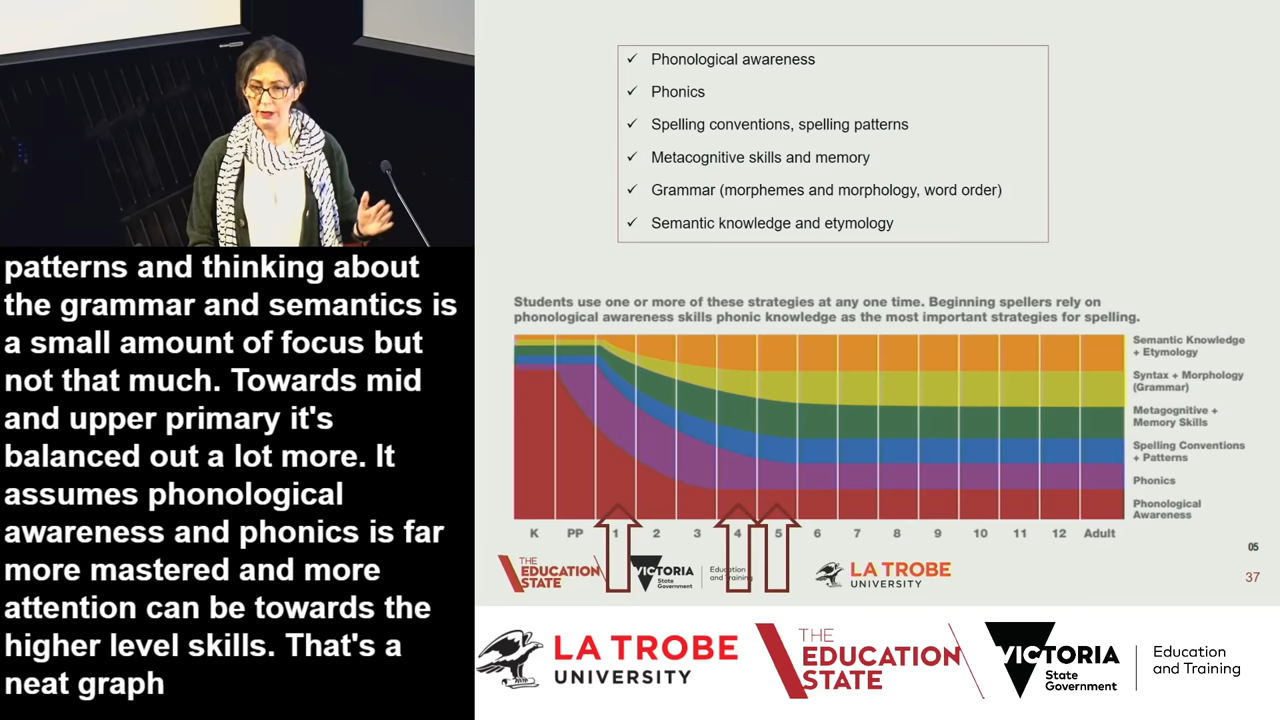 patterns and thinking about
the grammar and semantics is
a small amount of focus but
not that much. Towards mid
and upper primary it's
balanced out a lot more. It
assumes phonological
awareness and phonics is far
more mastered and more
attention can be towards the
higher level skills. That's a
neat graph
✓ Phonological awareness
✓ Phonics
✓ Spelling conventions, spelling patterns
✓ Metacognitive skills and memory
✓ Grammar (morphemes and morphology, word order)
✓ Semantic knowledge and etymology
Students use one or more of these strategies at any one time. Beginning spellers rely on
phonological awareness skills phonic knowledge as the most important strategies for spelling.
Semantic Knowledge
+ Etymology
Syntax + Morphology
(Grammar)
Metagognitive +
Memory Skills
Spelling Conventions
+ Patterns
Phonics
Phonological
Awareness
K PP 1 2 3 4 5 6 7 8 9 10 11 12 Adult
05
37
THE
EDUCATION
STATE
VICTORIA
State
Government
Education
and Training
LA TROBE
UNIVERSITY
LA TROBE
UNIVERSITY
THE
EDUCATION
STATE
VICTORIA
State
Government
Education
and Training